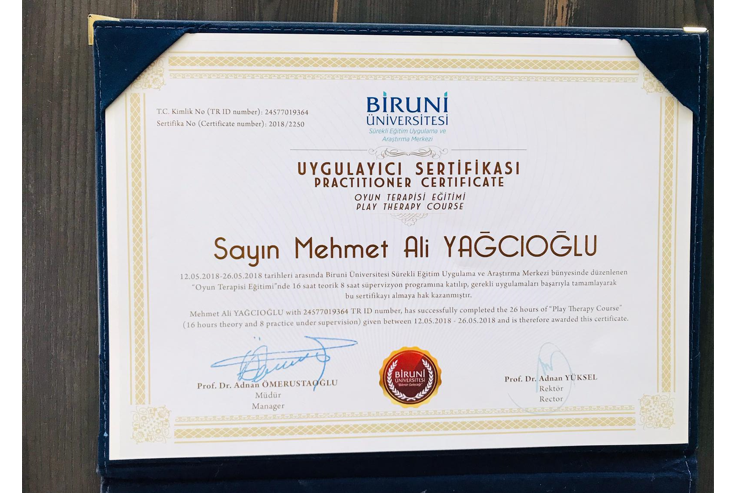 T.C. Kimlik No (TR ID number): 24577019364
Sertifika No (Certificate number): 2018/2250
BİRUNİ
ÜNİVERSİTESİ
Sürekli Eğitim Uygulama ve
Araştırma Merkezi
UYGULAYICI SERTİFİKASI
PRACTITIONER CERTIFICATE
OYUN TERAPİSİ EĞİTİMİ
PLAY THERAPY COURSE
Sayın Mehmet Ali YAĞCIOĞLU
12.05.2018-26.05.2018 tarihleri arasında Biruni Üniversitesi Sürekli Eğitim Uygulama ve Araştırma Merkezi bünyesinde düzenlenen
"Oyun Terapisi Eğitimi"nde 16 saat teorik 8 saat süpervizyon programına katılıp, gerekli uygulamaları başarıyla tamamlayarak
bu sertifikayı almaya hak kazanmıştır.
Mehmet Ali YAĞCIOĞLU with 24577019364 TR ID number, has successfully completed the 26 hours of "Play Therapy Course"
(16 hours theory and 8 practice under supervision) given between 12.05.2018 - 26.05.2018 and is therefore awarded this certificate.
Prof. Dr. Adnan ÖMERUSTAOĞLU
Müdür
Manager
BİRUNİ
ÜNİVERSİTESİ
Prof. Dr. Adnan YÜKSEL
Rektör
Rector